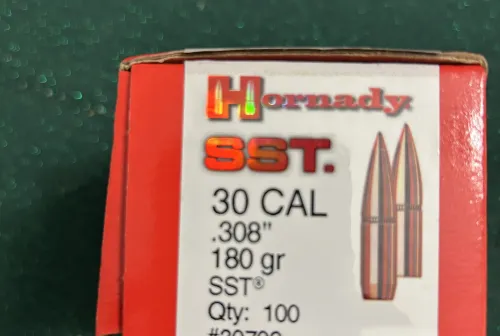 Hornady
SST.
30 CAL
.308"
180 gr
SST®
Qty: 100